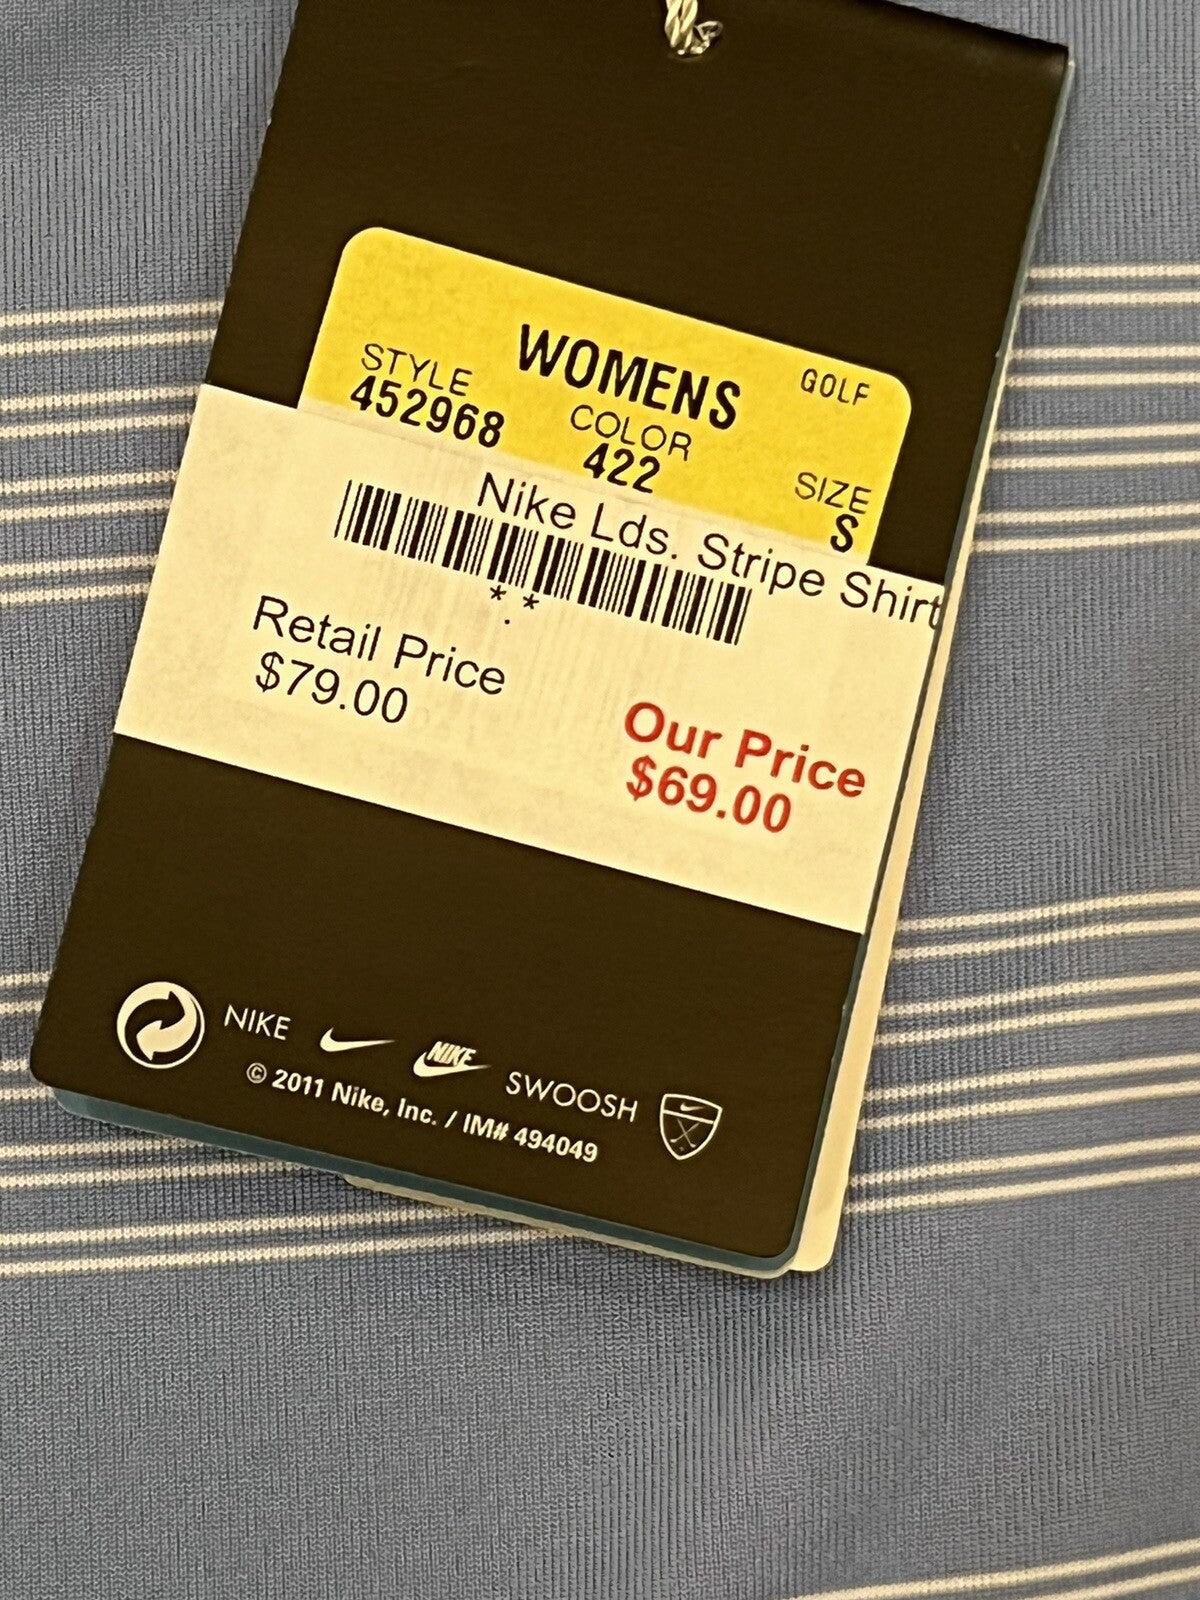 WOMENS
GOLF
STYLE
452968
COLOR
422
SIZE
S
Nike Lds. Stripe Shirt
* *
.
Retail Price
$79.00
Our Price
$69.00
NIKE NIKE SWOOSH
© 2011 Nike, Inc. / IM# 494049